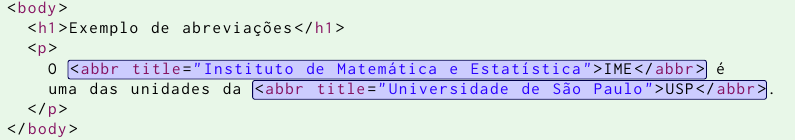 <body>
  <h1>Exemplo de abreviações</h1>
  <p>
    O <abbr title="Instituto de Matemática e Estatística">IME</abbr> é
    uma das unidades da <abbr title="Universidade de São Paulo">USP</abbr>.
  </p>
</body>